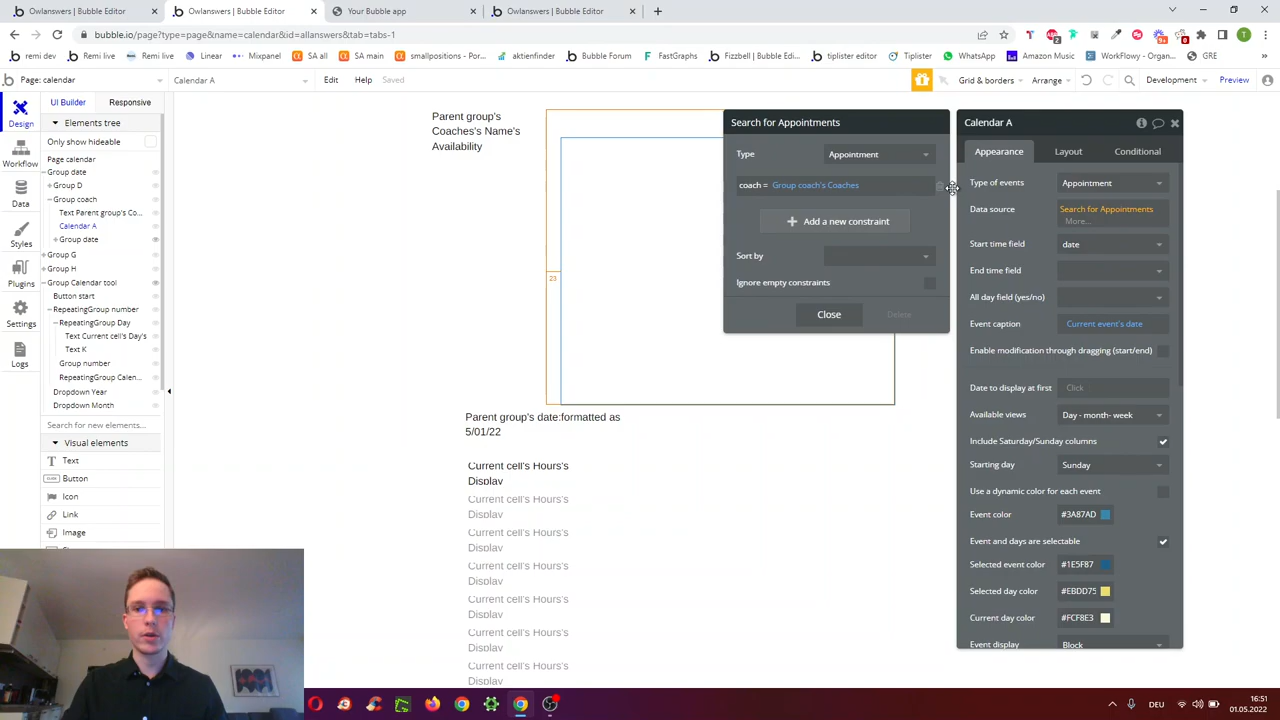 Owlanswers | Bubble Editor
Owlanswers | Bubble Editor
Your Bubble app
Owlanswers | Bubble Editor
bubble.io/page?type=page&name=calendar&id=allanswers&tab=tabs-1
remi dev
Remi live
Linear
Mixpanel
smallpositions - ti...
aktienfinder
Bubble Forum
FastGraphs
Fizzbell | Bubble Edi...
tiplister editor
Tiplister
WhatsApp
Amazon Music
WorkFlowy - Organ...
GRE
Page: calendar
Calendar A
Edit
Help
Saved
Grid & borders
Arrange
Development
Preview
Design
Workflow
Data
Styles
Plugins
Settings
Logs
UI Builder
Responsive
Elements tree
Only show hideable
Page calendar
Group date
Group D
Group coach
Text Parent group's Co...
Calendar A
Group date
Group G
Group H
Group Calendar tool
Button start
RepeatingGroup number
RepeatingGroup Day
Text Current cell's Day's
Text K
Group number
RepeatingGroup Calen...
Dropdown Year
Dropdown Month
Search for new elements...
Visual elements
Text
Button
Icon
Link
Image
Parent group's
Coaches's Name's
Availability
23
Parent group's date:formatted as
5/01/22
Current cell's Hours's
Display
Current cell's Hours's
Display
Current cell's Hours's
Display
Current cell's Hours's
Display
Current cell's Hours's
Display
Current cell's Hours's
Display
Current cell's Hours's
Display
Search for Appointments
Type
Appointment
coach = Group coach's Coaches
Add a new constraint
Sort by
Ignore empty constraints
Close
Delete
Calendar A
Appearance
Layout
Conditional
Type of events
Appointment
Data source
Search for Appointments
More...
Start time field
date
End time field
All day field (yes/no)
Event caption
Current event's date
Enable modification through dragging (start/end)
Date to display at first
Click
Available views
Day - month- week
Include Saturday/Sunday columns
Starting day
Sunday
Use a dynamic color for each event
Event color
#3A87AD
Event and days are selectable
Selected event color
#1E5F87
Selected day color
#EBDD75
Current day color
#FCF8E3
Event display
Block
DEU
16:51
01.05.2022